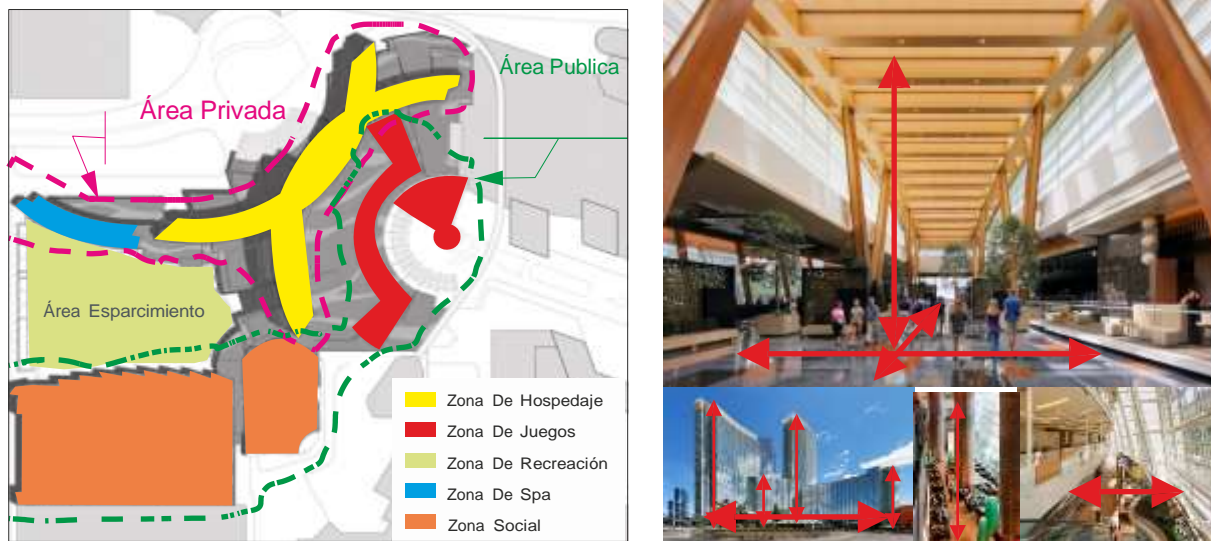 Área Publica
Área Privada
Área Esparcimiento
Zona De Hospedaje
Zona De Juegos
Zona De Recreación
Zona De Spa
Zona Social